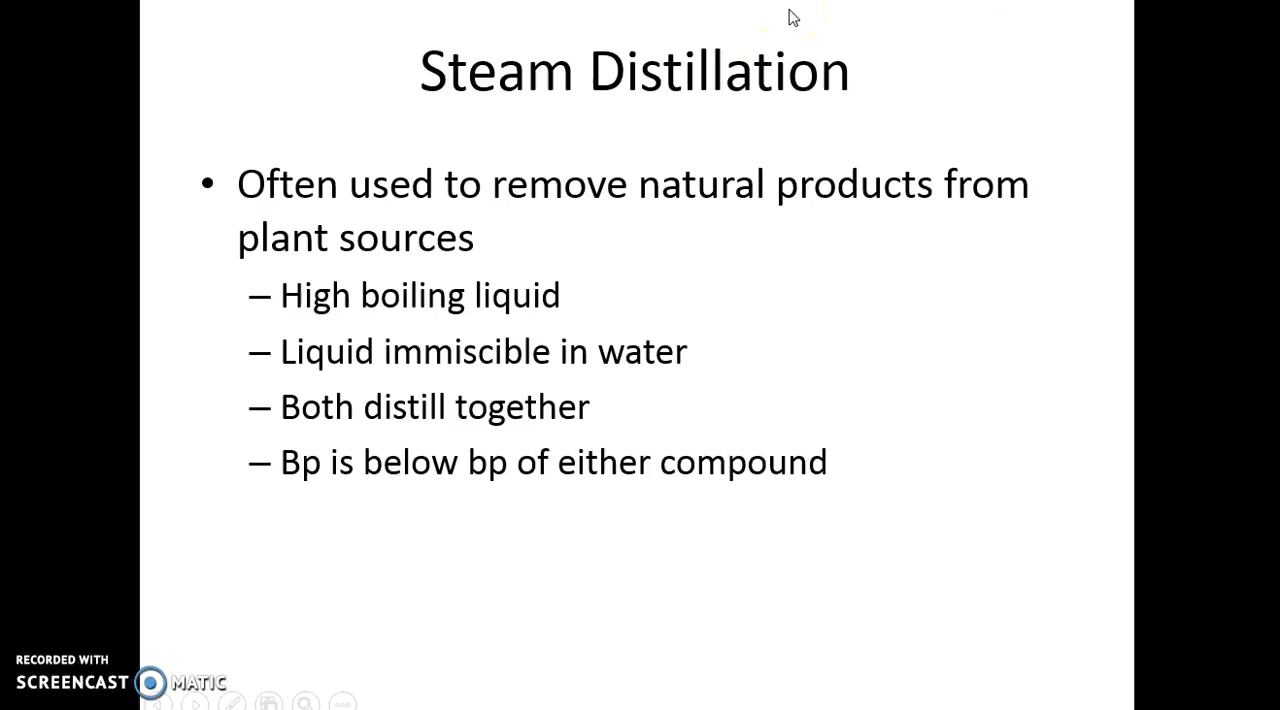 Steam Distillation
• Often used to remove natural products from
plant sources
– High boiling liquid
– Liquid immiscible in water
– Both distill together
– Bp is below bp of either compound
RECORDED WITH
SCREENCAST MATIC